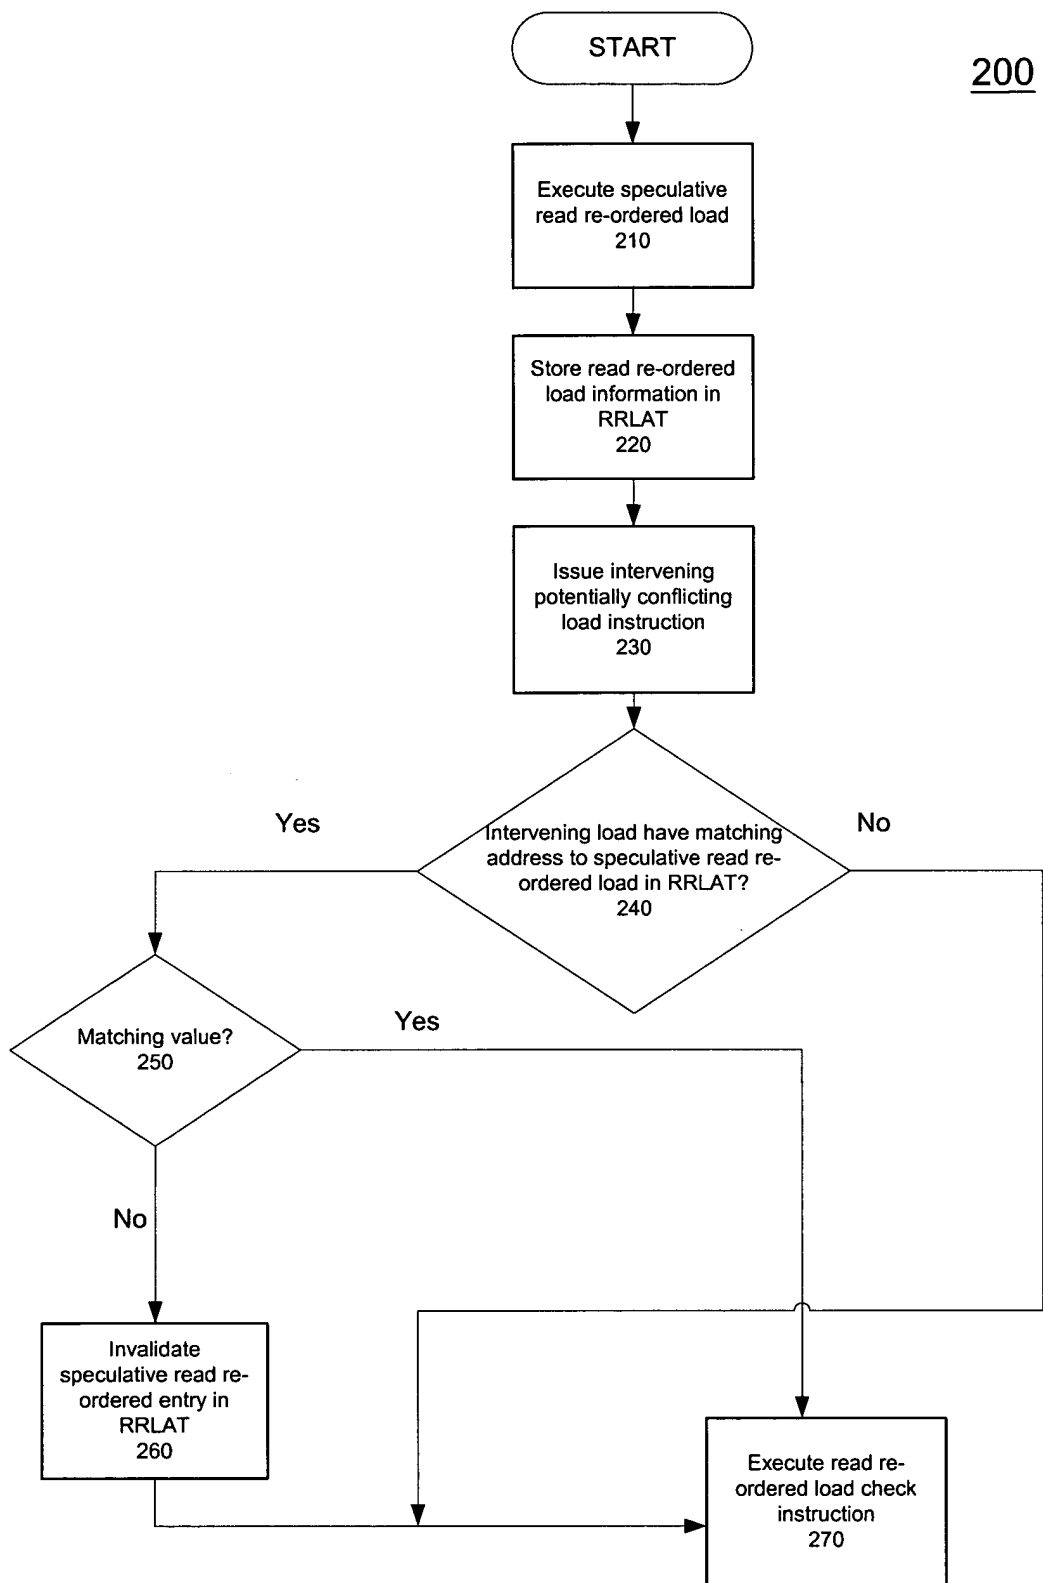 START
200
Execute speculative
read re-ordered load
210
Store read re-ordered
load information in
RRLAT
220
Issue intervening
potentially conflicting
load instruction
230
Yes
No
Intervening load have matching
address to speculative read re-
ordered load in RRLAT?
240
Matching value?
250
Yes
No
Invalidate
speculative read re-
ordered entry in
RRLAT
260
Execute read re-
ordered load check
instruction
270